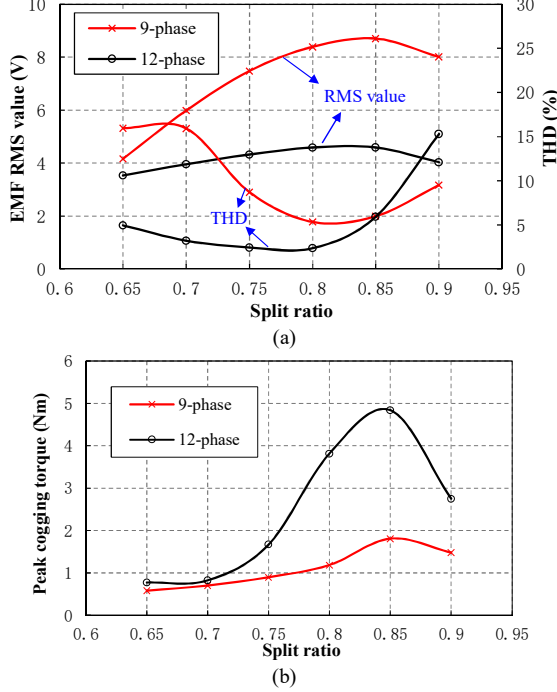 10
8
6
4
2
0
EMF RMS value (V)
9-phase
12-phase
RMS value
THD
30
25
20
15
10
5
0
THD (%)
0.6 0.65 0.7 0.75 0.8 0.85 0.9 0.95
Split ratio
(a)
6
5
4
3
2
1
0
Peak cogging torque (Nm)
9-phase
12-phase
0.6 0.65 0.7 0.75 0.8 0.85 0.9 0.95
Split ratio
(b)